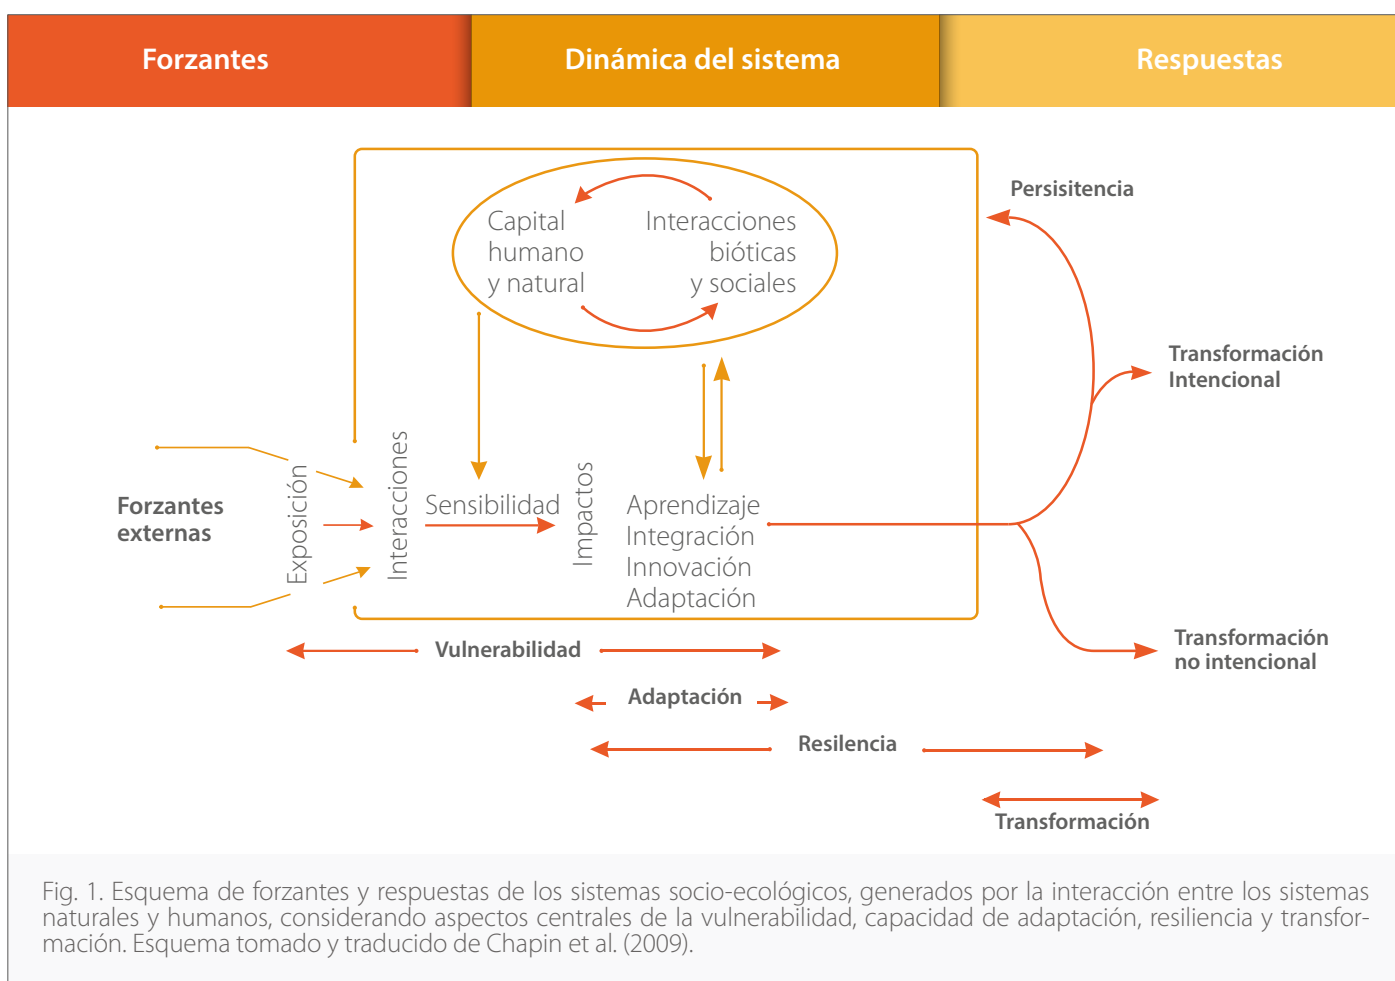 Forzantes
Dinámica del sistema
Respuestas
Persisitencia
Capital
humano
y natural
Interacciones
bióticas
y sociales
Transformación
Intencional
Forzantes
externas
Exposición
Interacciones
Sensibilidad
Impactos
Aprendizaje
Integración
Innovación
Adaptación
Transformación
no intencional
Vulnerabilidad
Adaptación
Resilencia
Transformación
Fig. 1. Esquema de forzantes y respuestas de los sistemas socio-ecológicos, generados por la interacción entre los sistemas
naturales y humanos, considerando aspectos centrales de la vulnerabilidad, capacidad de adaptación, resiliencia y transfor-
mación. Esquema tomado y traducido de Chapin et al. (2009).